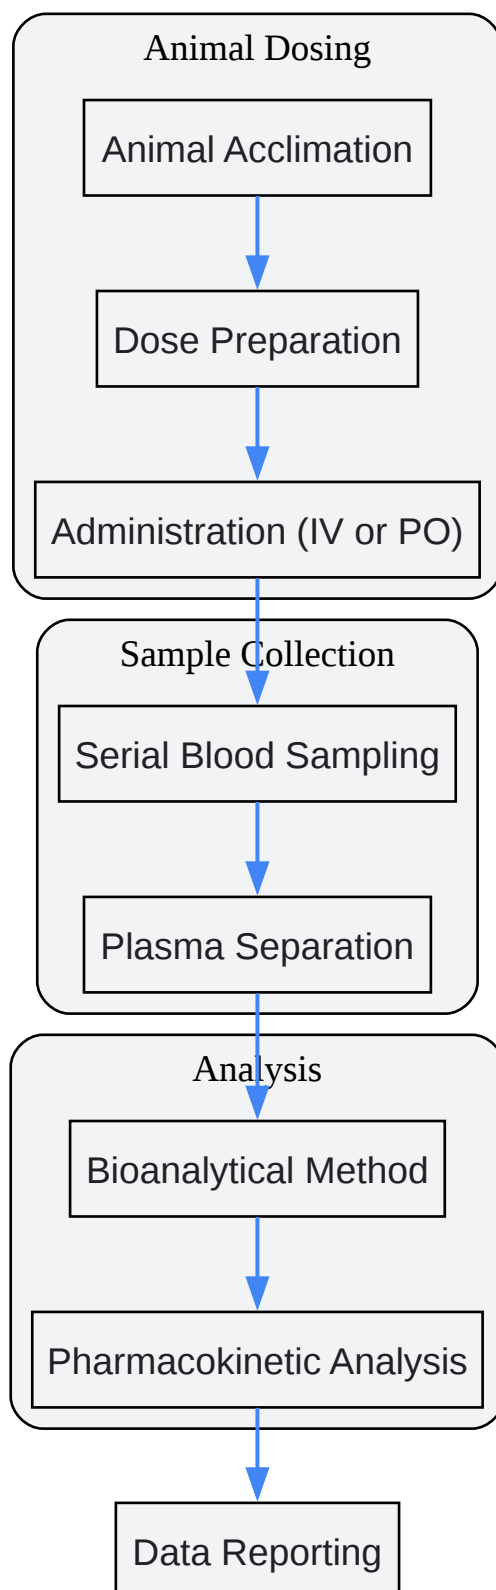 Animal Dosing
Animal Acclimation
Dose Preparation
Administration (IV or PO)
Sample Collection
Serial Blood Sampling
Plasma Separation
Analysis
Bioanalytical Method
Pharmacokinetic Analysis
Data Reporting